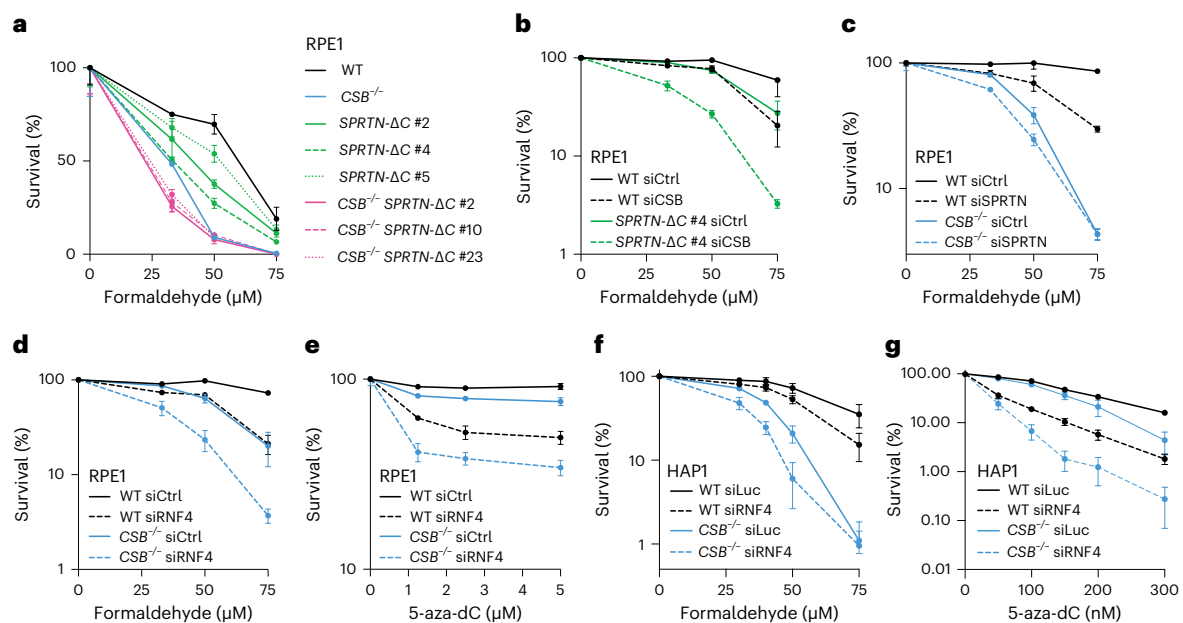 a
RPE1
WT
CSB–/–
SPRTN-ΔC #2
SPRTN-ΔC #4
SPRTN-ΔC #5
CSB–/– SPRTN-ΔC #2
CSB–/– SPRTN-ΔC #10
CSB–/– SPRTN-ΔC #23
100
50
0
Survival (%)
0 25 50 75
Formaldehyde (µM)
b
100
10
1
Survival (%)
RPE1
WT siCtrl
WT siCSB
SPRTN-ΔC #4 siCtrl
SPRTN-ΔC #4 siCSB
0 25 50 75
Formaldehyde (µM)
c
100
10
Survival (%)
RPE1
WT siCtrl
WT siSPRTN
CSB–/– siCtrl
CSB–/– siSPRTN
0 25 50 75
Formaldehyde (µM)
d
100
10
1
Survival (%)
RPE1
WT siCtrl
WT siRNF4
CSB–/– siCtrl
CSB–/– siRNF4
0 25 50 75
Formaldehyde (µM)
e
100
10
Survival (%)
RPE1
WT siCtrl
WT siRNF4
CSB–/– siCtrl
CSB–/– siRNF4
0 1 2 3 4 5
5-aza-dC (µM)
f
100
10
1
Survival (%)
HAP1
WT siLuc
WT siRNF4
CSB–/– siLuc
CSB–/– siRNF4
0 25 50 75
Formaldehyde (µM)
g
100.00
10.00
1.00
0.10
0.01
Survival (%)
HAP1
WT siLuc
WT siRNF4
CSB–/– siLuc
CSB–/– siRNF4
0 100 200 300
5-aza-dC (nM)